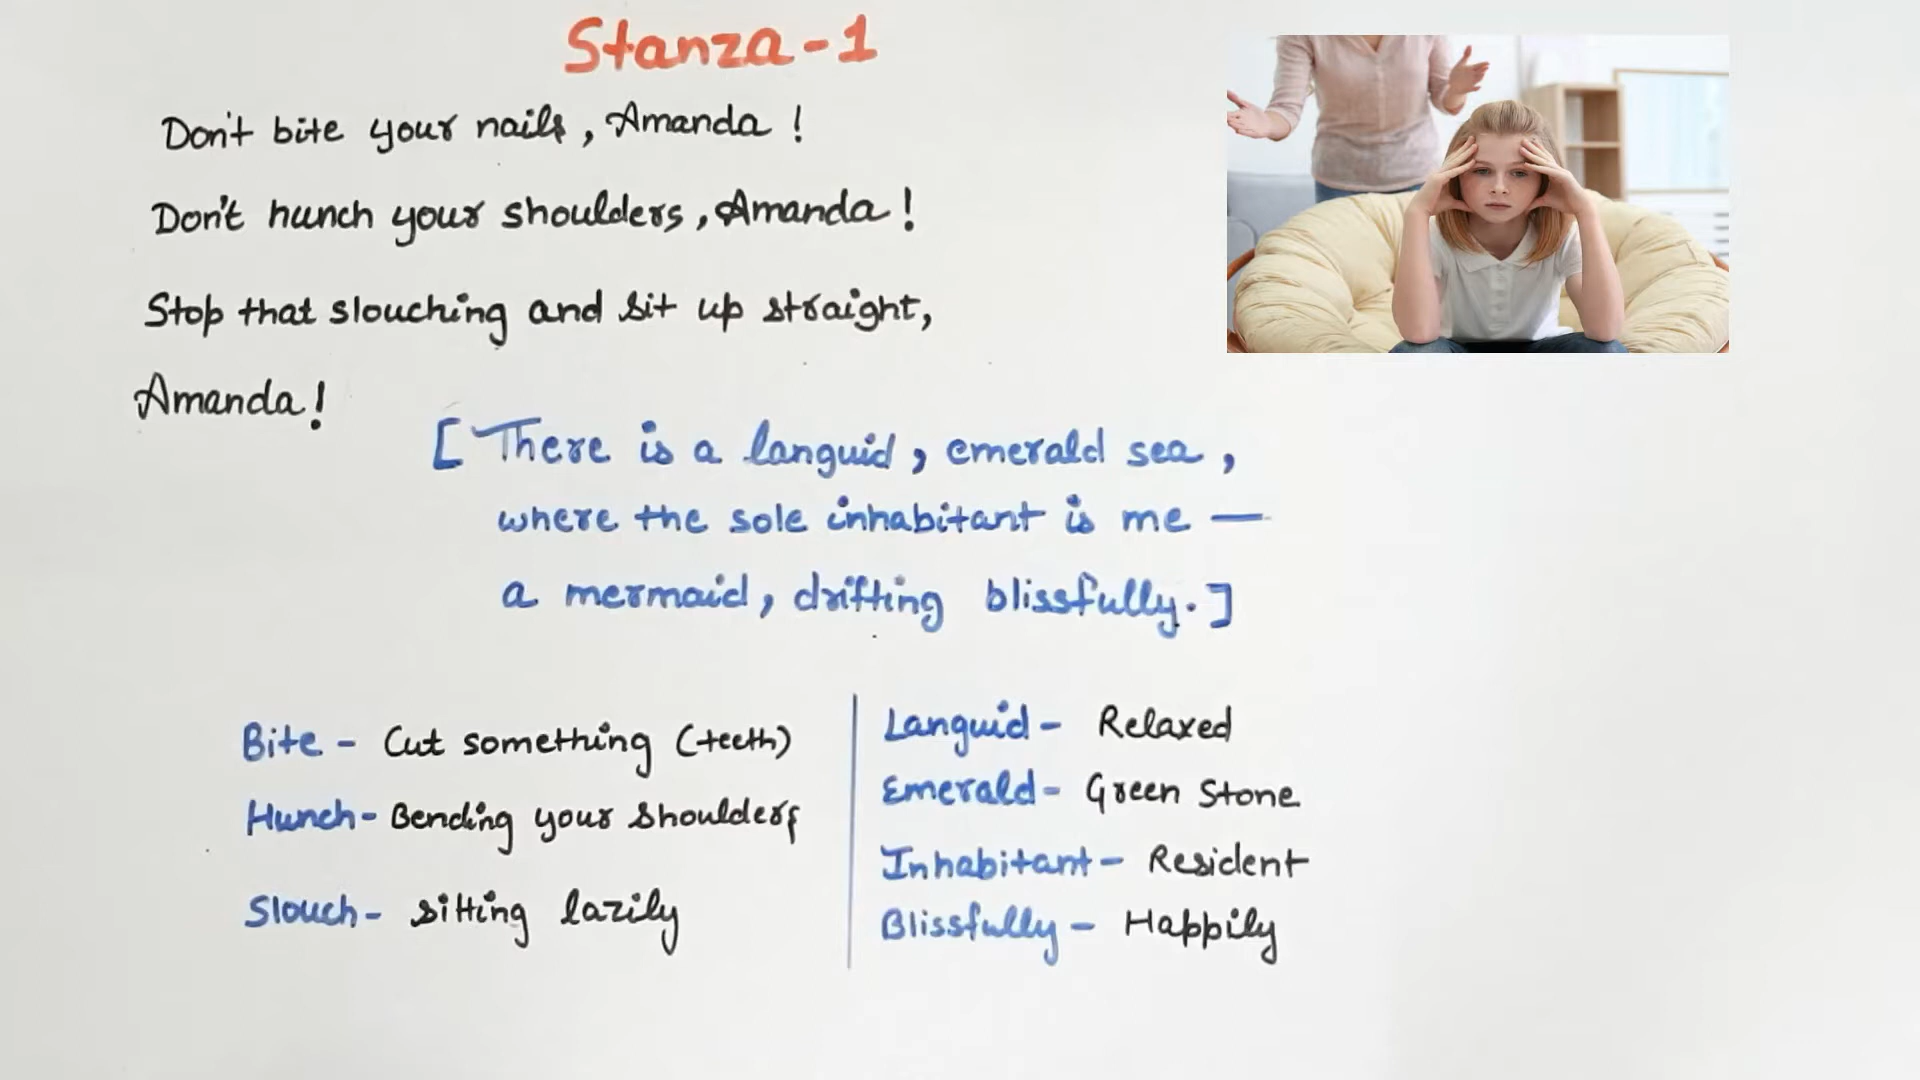 Stanza-1
Don't bite your nails, Amanda!
Don't hunch your shoulders, Amanda!
Stop that slouching and sit up straight,
Amanda!
[There is a languid, emerald sea,
where the sole inhabitant is me —
a mermaid, drifting blissfully.]
Bite - Cut something (teeth)
Hunch - Bending your shoulders
Slouch - sitting lazily
Languid - Relaxed
Emerald - Green Stone
Inhabitant - Resident
Blissfully - Happily